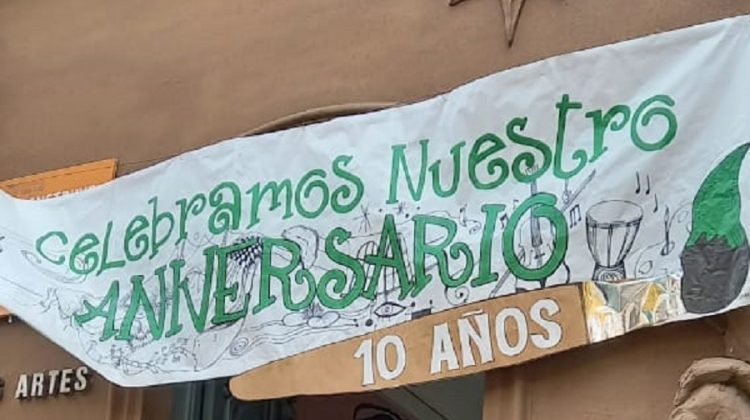 Celebramos Nuestro
ANIVERSARIO
10 AÑOS
ARTES